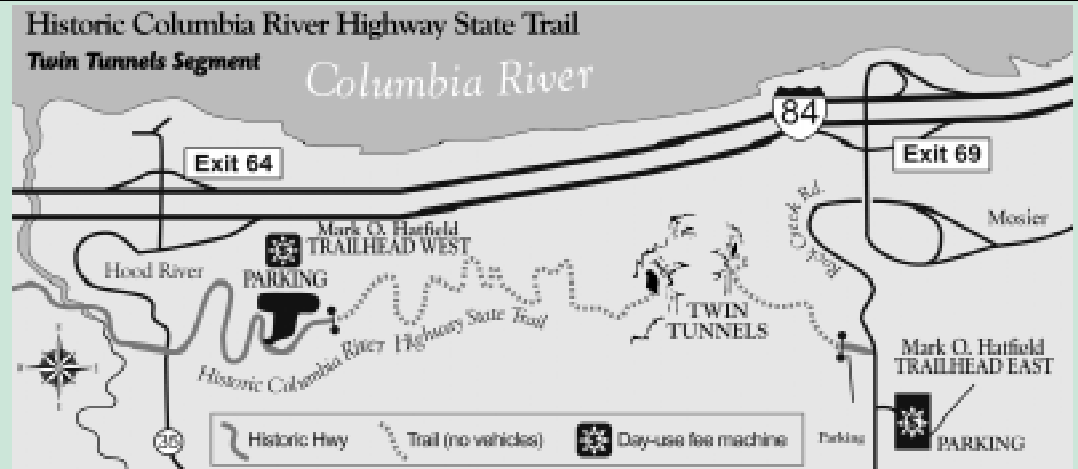 Historic Columbia River Highway State Trail
Twin Tunnels Segment
Columbia River
84
Exit 64
Exit 69
Rock Creek Rd.
Mosier
Mark O. Hatfield
TRAILHEAD WEST
Hood River
PARKING
TWIN
TUNNELS
Historic Columbia River Highway State Trail
Mark O. Hatfield
TRAILHEAD EAST
35
Historic Hwy
Trail (no vehicles)
Day-use fee machine
Parking
PARKING